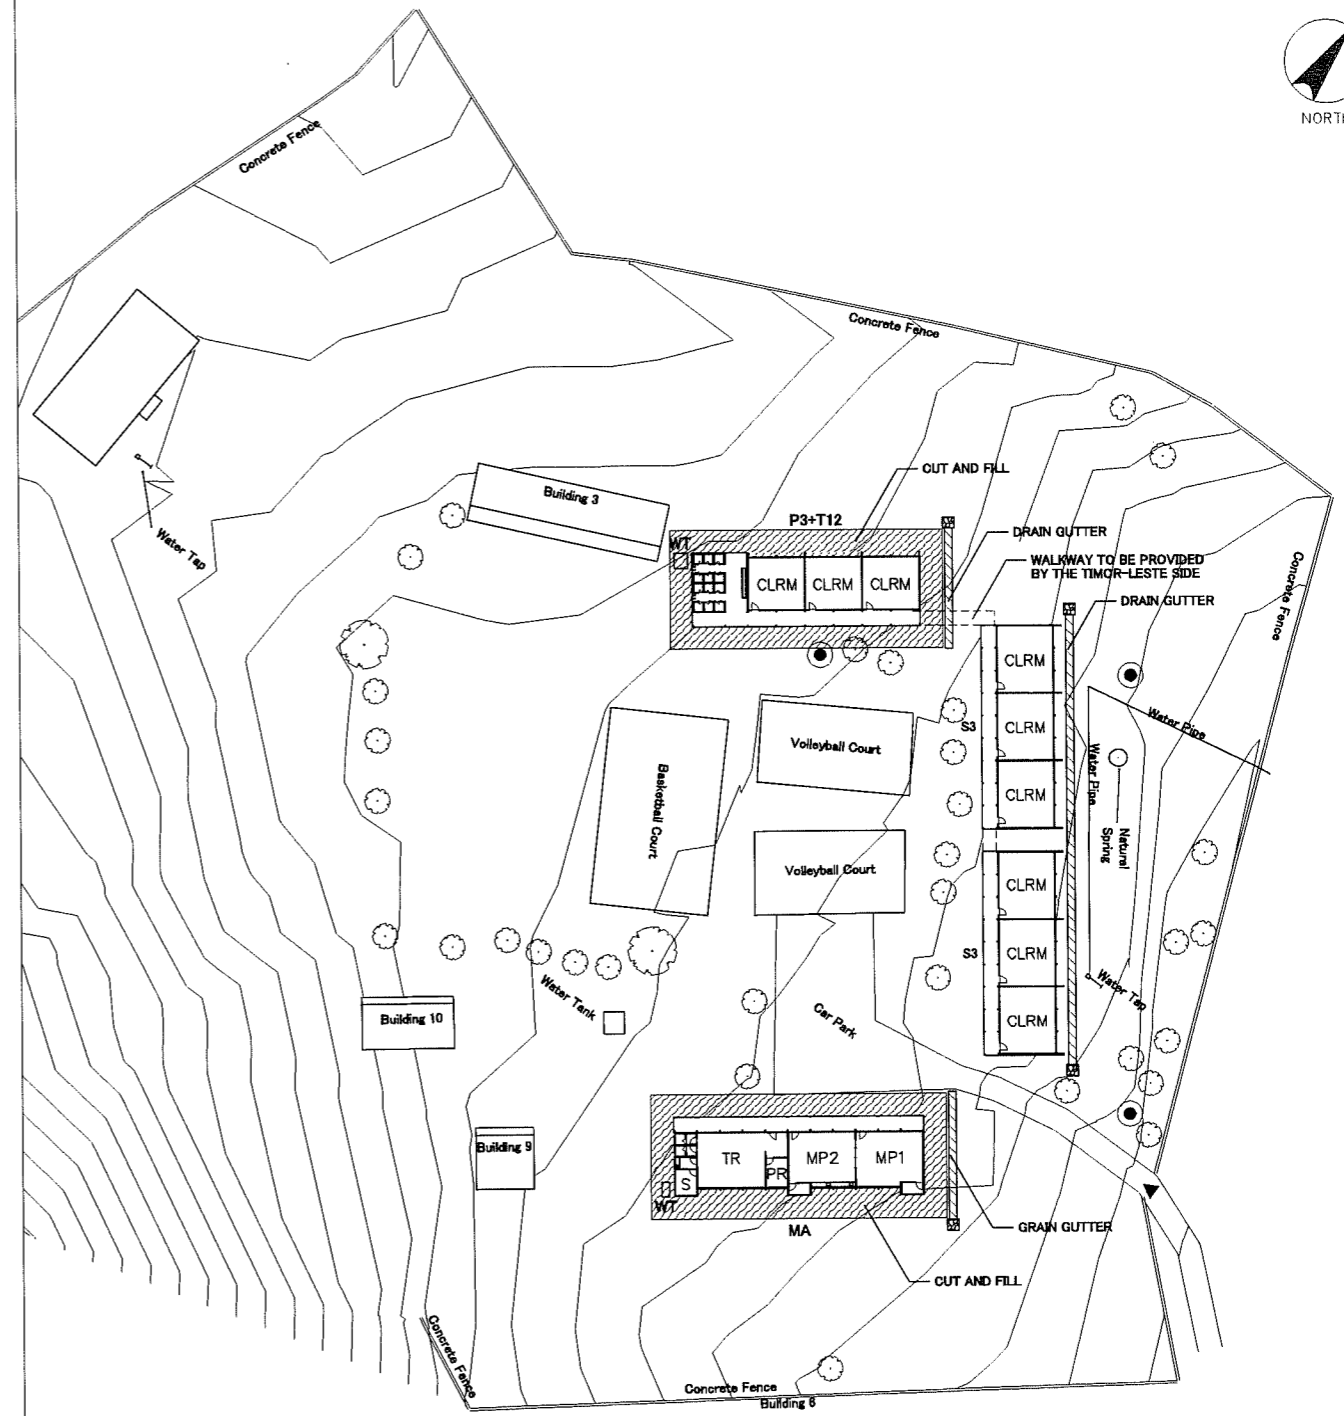 NORTH
Concrete Fence
Concrete Fence
CUT AND FILL
Building 3
P3+T12
DRAIN GUTTER
WT
WALKWAY TO BE PROVIDED
BY THE TIMOR-LESTE SIDE
Water Tap
CLRM
CLRM
CLRM
DRAIN GUTTER
Concrete Fence
CLRM
Water Pipe
S3
CLRM
Volleyball Court
Water Pipe
Basketball Court
CLRM
Natural
Spring
Volleyball Court
CLRM
S3
CLRM
Water Tank
Water Tap
Building 10
Car Park
CLRM
Building 9
TR
MP2
MP1
PR
S
WT
MA
GRAIN GUTTER
CUT AND FILL
Concrete Fence
Concrete Fence
Building 6